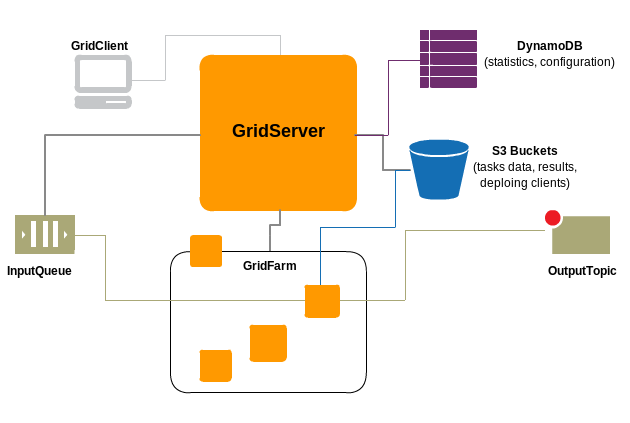 GridClient
DynamoDB
(statistics, configuration)
GridServer
S3 Buckets
(tasks data, results,
deploing clients)
InputQueue
GridFarm
OutputTopic